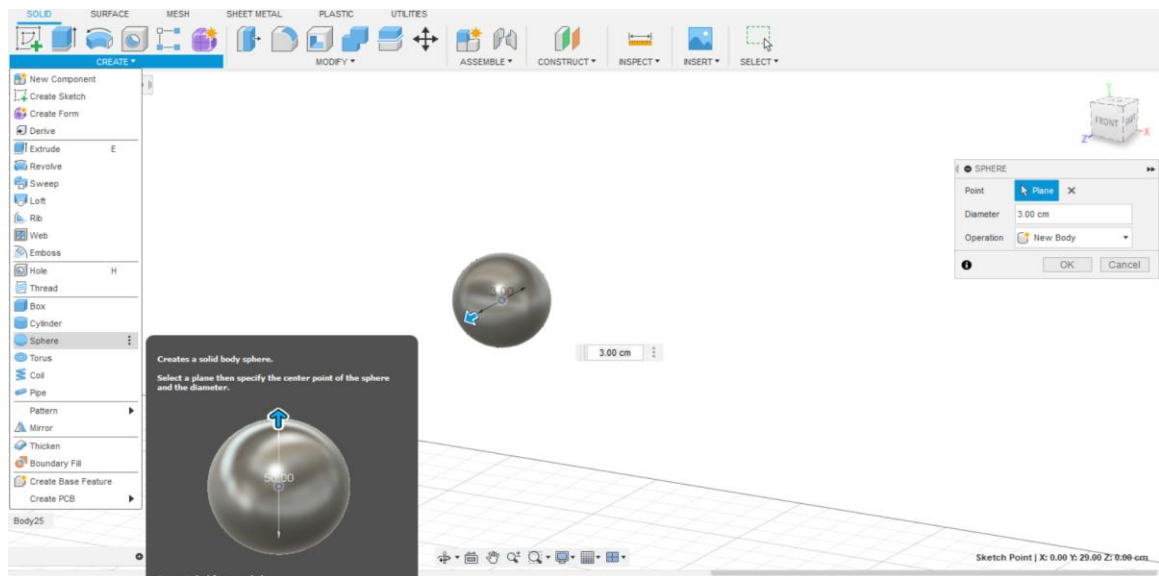 SOLID SURFACE MESH SHEET METAL PLASTIC UTILITIES
CREATE MODIFY ASSEMBLE CONSTRUCT INSPECT INSERT SELECT
New Component
Create Sketch
Create Form
Derive
Extrude E
Revolve
Sweep
Loft
Rib
Web
Emboss
Hole H
Thread
Box
Cylinder
Sphere
Torus
Coil
Pipe
Pattern
Mirror
Thicken
Boundary Fill
Create Base Feature
Create PCB
Body25
Creates a solid body sphere.
Select a plane then specify the center point of the sphere
and the diameter.
50.00
3.00
3.00 cm
Y
FRONT
Z X
SPHERE
Point Plane
Diameter 3.00 cm
Operation New Body
OK Cancel
Sketch Point | X: 0.00 Y: 29.00 Z: 0.00 cm